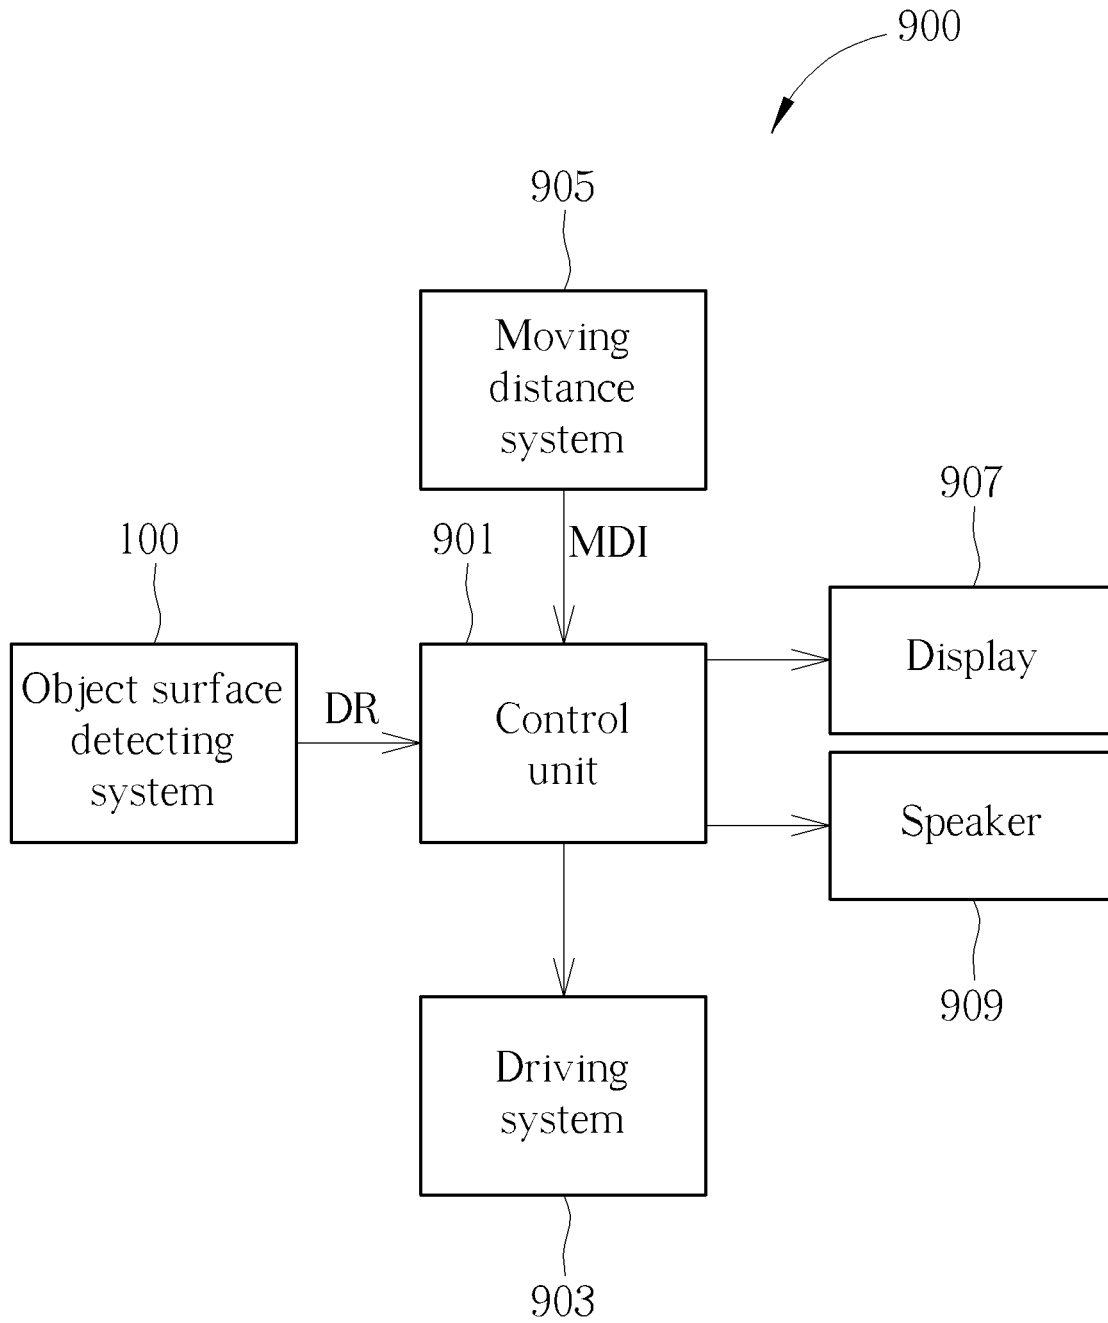 900
905
Moving
distance
system
907
100
901
MDI
Object surface
detecting
system
DR
Control
unit
Display
Speaker
909
Driving
system
903